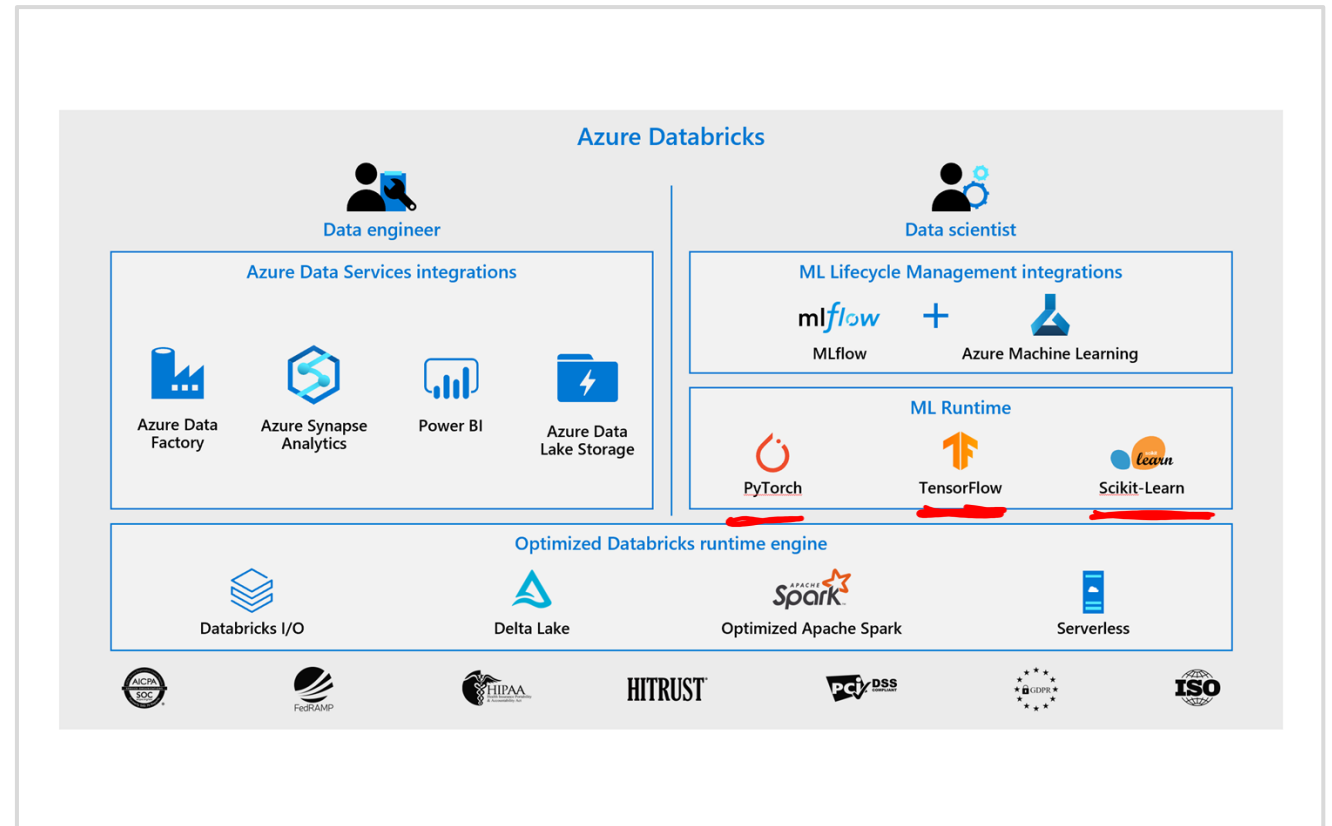 Azure Databricks
Data engineer
Data scientist
Azure Data Services integrations
Azure Data
Factory
Azure Synapse
Analytics
Power BI
Azure Data
Lake Storage
ML Lifecycle Management integrations
mlflow
+
MLflow
Azure Machine Learning
ML Runtime
learn
PyTorch
TensorFlow
Scikit-Learn
Optimized Databricks runtime engine
APACHE
Spark
Databricks I/O
Delta Lake
Optimized Apache Spark
Serverless
AICPA
SOC
FedRAMP
HIPAA
HITRUST
PCI DSS
COMPLIANT
GDPR
ISO